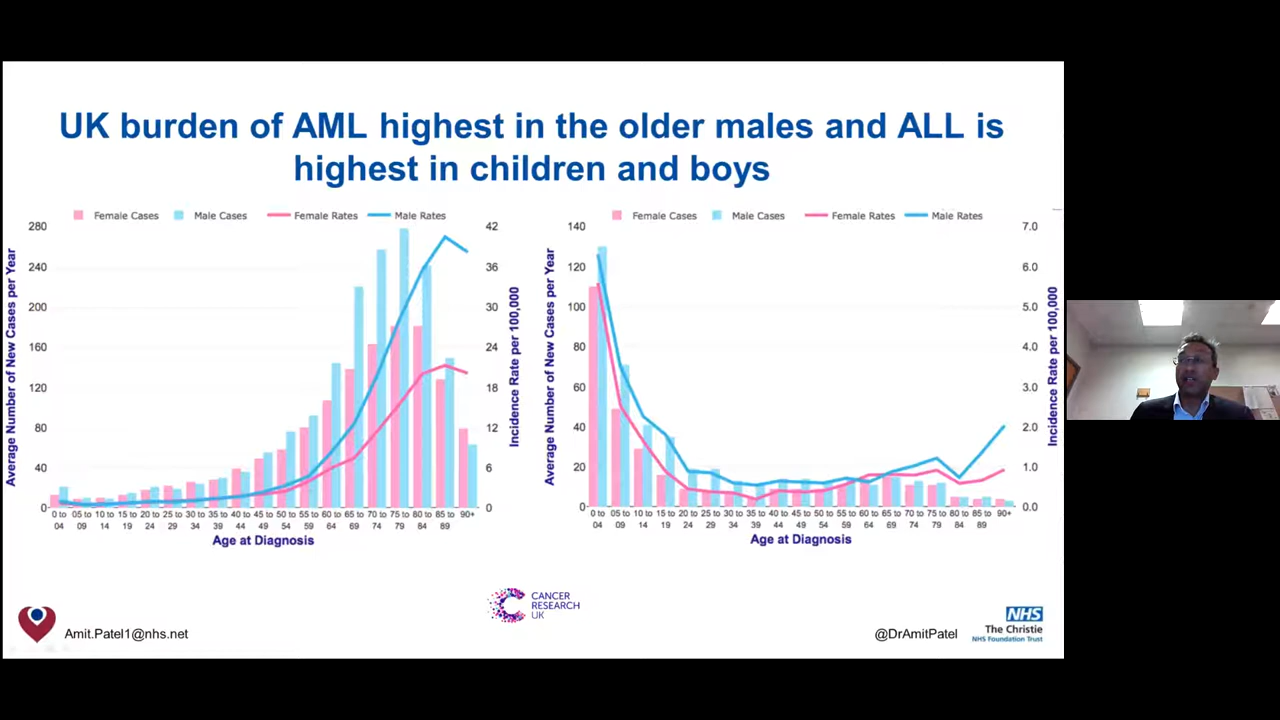 UK burden of AML highest in the older males and ALL is
highest in children and boys
Female Cases Male Cases Female Rates Male Rates
280 240 200 160 120 80 40 0
Average Number of New Cases per Year
42 36 30 24 18 12 6 0
Incidence Rate per 100,000
0 to 05 to 10 to 15 to 20 to 25 to 30 to 35 to 40 to 45 to 50 to 55 to 60 to 65 to 70 to 75 to 80 to 85 to 90+
04 09 14 19 24 29 34 39 44 49 54 59 64 69 74 79 84 89
Age at Diagnosis
Female Cases Male Cases Female Rates Male Rates
140 120 100 80 60 40 20 0
Average Number of New Cases per Year
7.0 6.0 5.0 4.0 3.0 2.0 1.0 0.0
Incidence Rate per 100,000
0 to 05 to 10 to 15 to 20 to 25 to 30 to 35 to 40 to 45 to 50 to 55 to 60 to 65 to 70 to 75 to 80 to 85 to 90+
04 09 14 19 24 29 34 39 44 49 54 59 64 69 74 79 84 89
Age at Diagnosis
CANCER
RESEARCH
UK
Amit.Patel1@nhs.net
@DrAmitPatel
NHS
The Christie
NHS Foundation Trust